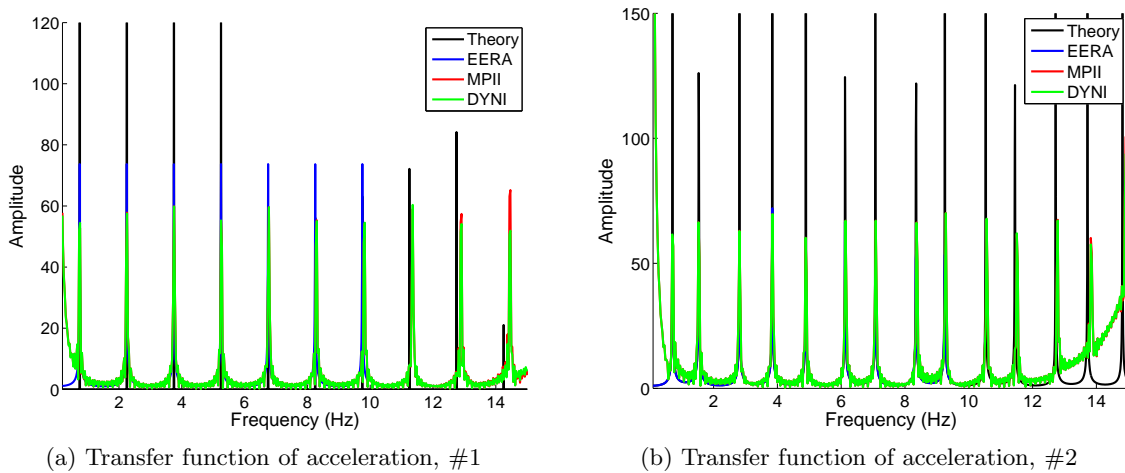 120
100
80
60
40
20
0
Amplitude
2 4 6 8 10 12 14
Frequency (Hz)
Theory
EERA
MPII
DYNI
(a) Transfer function of acceleration, #1
150
100
50
0
Amplitude
2 4 6 8 10 12 14
Frequency (Hz)
Theory
EERA
MPII
DYNI
(b) Transfer function of acceleration, #2